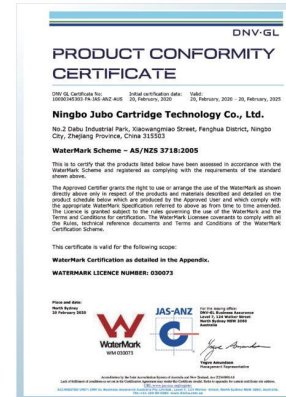 DNV·GL
PRODUCT CONFORMITY
CERTIFICATE
DNV GL Certificate No: Initial certification date: Valid:
10000345303-PA-JAS-ANZ-AUS 20, February, 2020 20, February, 2020 - 20, February, 2025
Ningbo Jubo Cartridge Technology Co., Ltd.
No.2 Dabu Industrial Park, Xiaowangmiao Street, Fenghua District, Ningbo
City, Zhejiang Province, China 315503
WaterMark Scheme – AS/NZS 3718:2005
This is to certify that the products listed below have been assessed in accordance with the
WaterMark Scheme and registered as complying with the requirements of the standard
shown above.
The Approved Certifier grants the right to use or arrange the use of the WaterMark as shown
directly above only in respect of the products and materials described and detailed on the
product schedule below which are produced by the Approved User and which comply with
the appropriate WaterMark Specification referred to above as from time to time amended.
The Licence is granted subject to the rules governing the use of the WaterMark and the
Terms and Conditions for certification. The WaterMark Licensee covenants to comply with all
the Rules, technical reference documents and Terms and Conditions of the WaterMark
Certification Scheme.
This certificate is valid for the following scope:
WaterMark Certification as detailed in the Appendix.
WATERMARK LICENCE NUMBER: 030073
Place and date:
North Sydney
20 February 2020
WaterMark
WM 030073
JAS-ANZ
C
For the issuing office:
DNV-GL Business Assurance
Level 7, 124 Walker Street
North Sydney NSW 2060
Australia
Yagve Amundsen
Management Representative